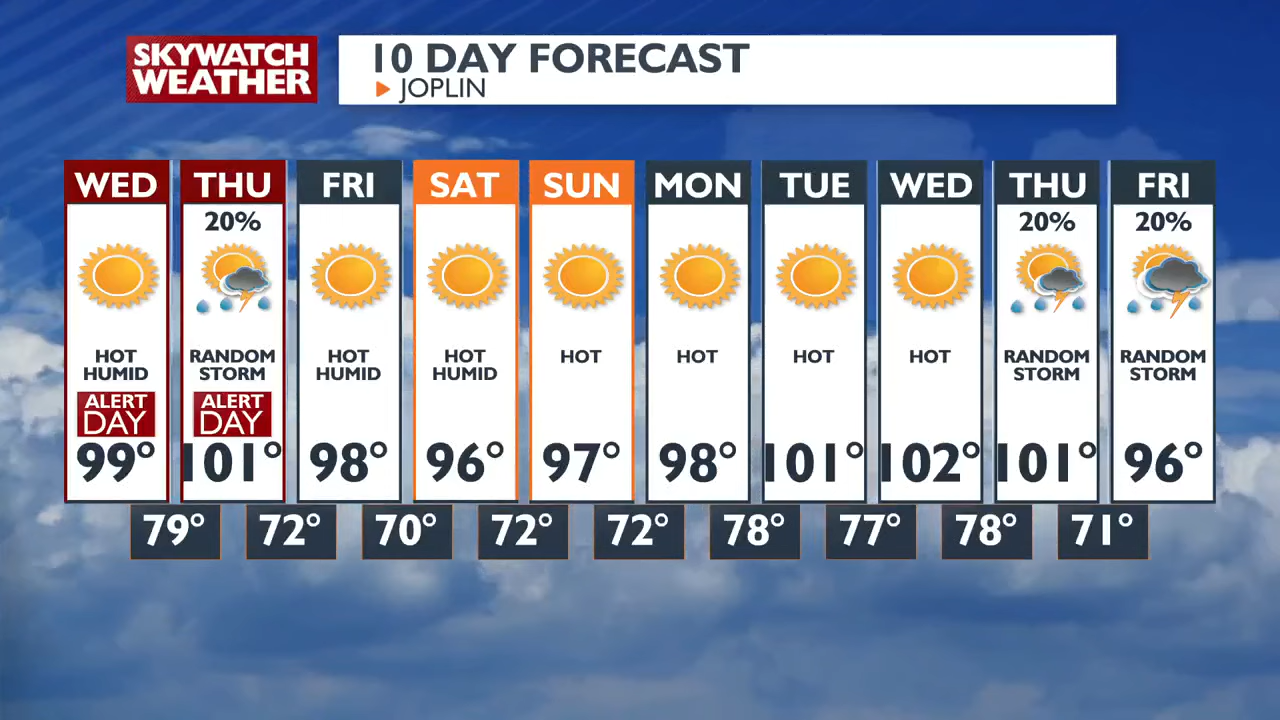 SKYWATCH
WEATHER
10 DAY FORECAST
JOPLIN
WED THU FRI SAT SUN MON TUE WED THU FRI
20% 20% 20%
HOT RANDOM HOT HOT HOT HOT HOT HOT RANDOM RANDOM
HUMID STORM HUMID HUMID STORM STORM
ALERT ALERT
DAY DAY
99° 101° 98° 96° 97° 98° 101° 102° 101° 96°
79° 72° 70° 72° 72° 78° 77° 78° 71°